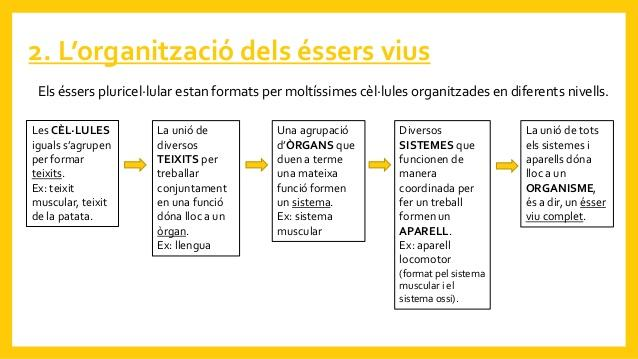 2. L’organització dels éssers vius
Els éssers pluricel·lular estan formats per moltíssimes cèl·lules organitzades en diferents nivells.
Les CÈL·LULES
iguals s’agrupen
per formar
teixits.
Ex: teixit
muscular, teixit
de la patata.
La unió de
diversos
TEIXITS per
treballar
conjuntament
en una funció
dóna lloc a un
òrgan.
Ex: llengua
Una agrupació
d’ÒRGANS que
duen a terme
una mateixa
funció formen
un sistema.
Ex: sistema
muscular
Diversos
SISTEMES que
funcionen de
manera
coordinada per
fer un treball
formen un
APARELL.
Ex: aparell
locomotor
(format pel sistema
muscular i el
sistema ossi).
La unió de tots
els sistemes i
aparells dóna
lloc a un
ORGANISME,
és a dir, un ésser
viu complet.